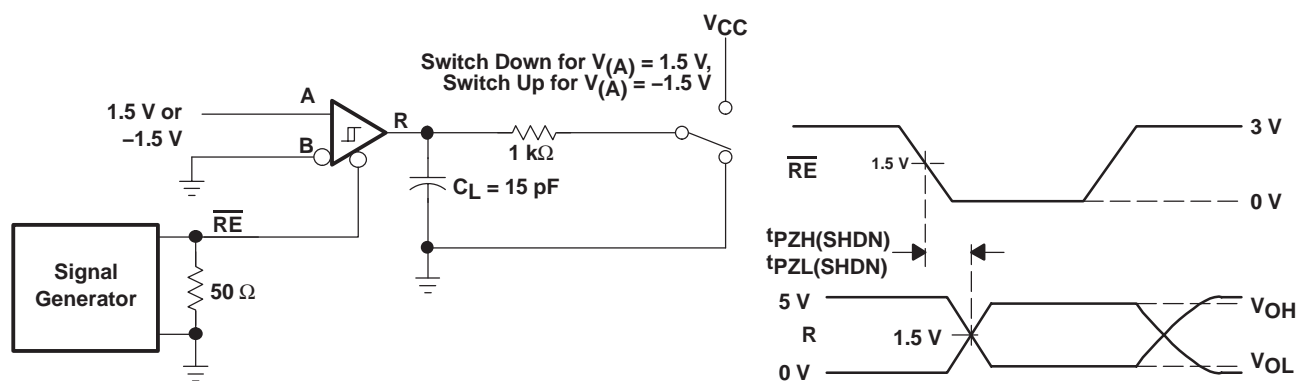 VCC
Switch Down for V(A) = 1.5 V,
Switch Up for V(A) = –1.5 V
A
1.5 V or
–1.5 V
R
B
1 kΩ
CL = 15 pF
RE
Signal
Generator
50 Ω
3 V
1.5 V
RE
0 V
tPZH(SHDN)
tPZL(SHDN)
5 V
VOH
R
1.5 V
0 V
VOL